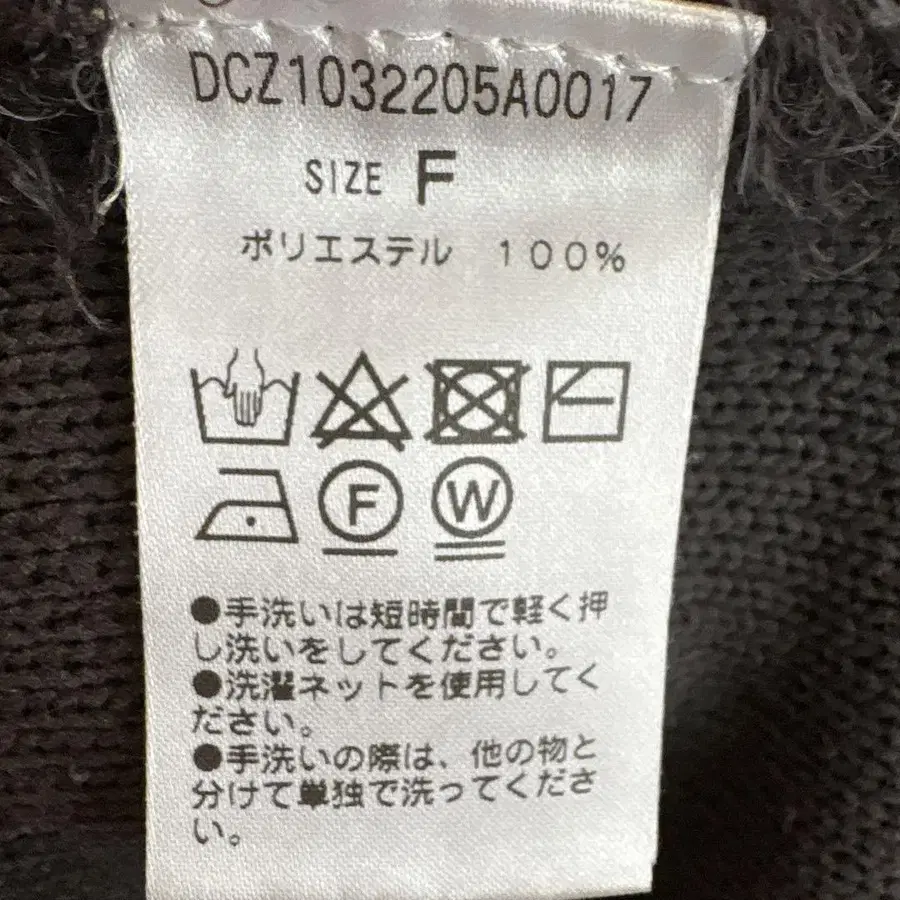 DCZ1032205A0017
SIZE F
ポリエステル 100%
F W
●手洗いは短時間で軽く押
し洗いをしてください。
●洗濯ネットを使用してく
ださい。
●手洗いの際は、他の物と
分けて単独で洗ってくださ
い。